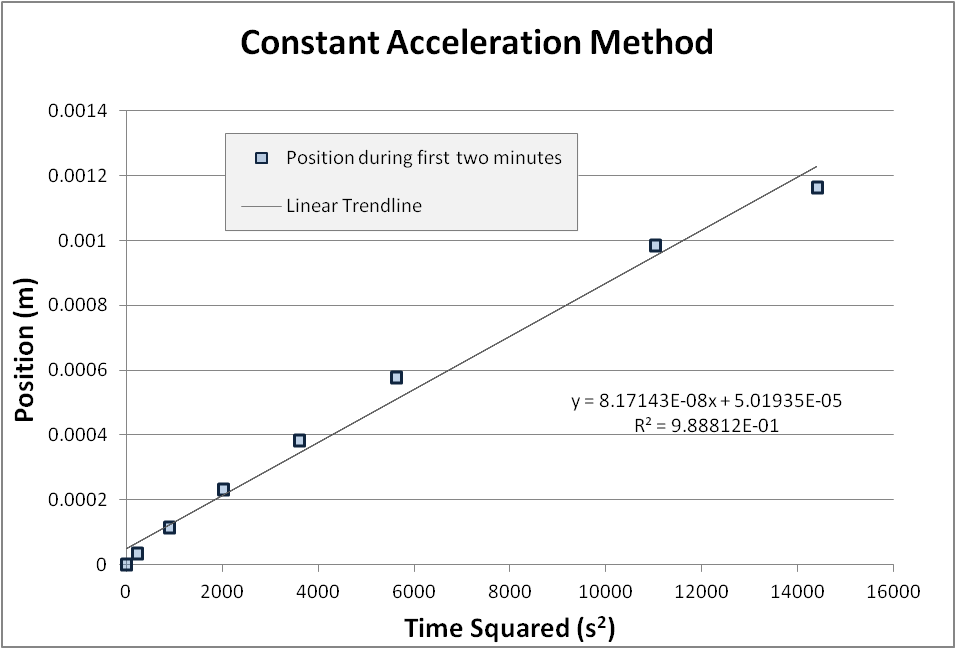 Constant Acceleration Method
0.0014
0.0012
0.001
0.0008
0.0006
0.0004
0.0002
0
Position (m)
Position during first two minutes
Linear Trendline
y = 8.17143E-08x + 5.01935E-05
R² = 9.88812E-01
0 2000 4000 6000 8000 10000 12000 14000 16000
Time Squared (s²)